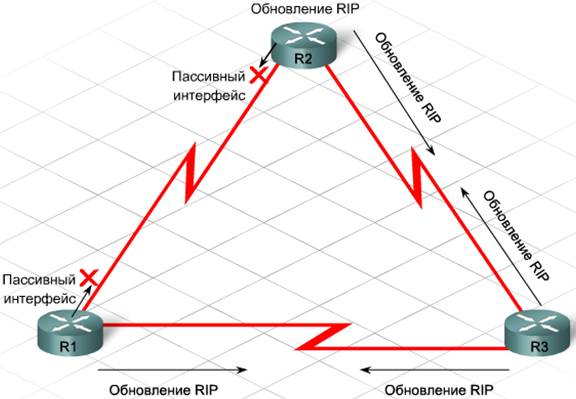 Обновление RIP
R2
Пассивный
интерфейс
Обновление RIP
Обновление RIP
Пассивный
интерфейс
R1
R3
Обновление RIP
Обновление RIP